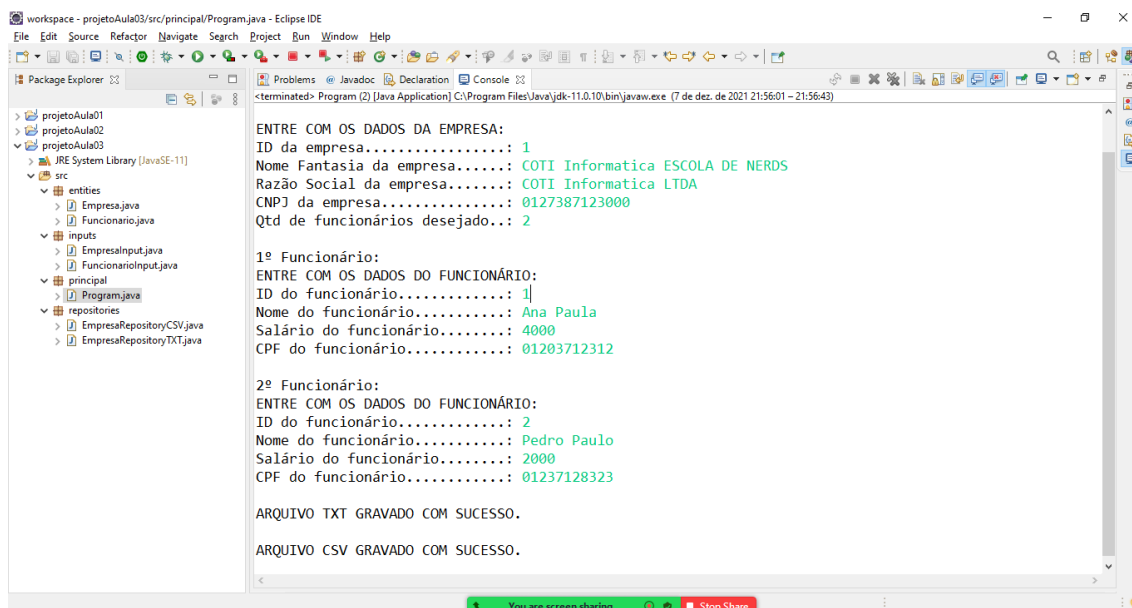 workspace - projetoAula03/src/principal/Program.java - Eclipse IDE
File Edit Source Refactor Navigate Search Project Run Window Help
Package Explorer
Problems @ Javadoc Declaration Console
<terminated> Program (2) [Java Application] C:\Program Files\Java\jdk-11.0.10\bin\javaw.exe (7 de dez. de 2021 21:56:01 – 21:56:43)
projetoAula01
projetoAula02
projetoAula03
JRE System Library [JavaSE-11]
src
entities
Empresa.java
Funcionario.java
inputs
EmpresaInput.java
FuncionarioInput.java
principal
Program.java
repositories
EmpresaRepositoryCSV.java
EmpresaRepositoryTXT.java
ENTRE COM OS DADOS DA EMPRESA:
ID da empresa.................: 1
Nome Fantasia da empresa......: COTI Informatica ESCOLA DE NERDS
Razão Social da empresa.......: COTI Informatica LTDA
CNPJ da empresa...............: 0127387123000
Qtd de funcionários desejado..: 2
1º Funcionário:
ENTRE COM OS DADOS DO FUNCIONÁRIO:
ID do funcionário.............: 1
Nome do funcionário...........: Ana Paula
Salário do funcionário........: 4000
CPF do funcionário............: 01203712312
2º Funcionário:
ENTRE COM OS DADOS DO FUNCIONÁRIO:
ID do funcionário.............: 2
Nome do funcionário...........: Pedro Paulo
Salário do funcionário........: 2000
CPF do funcionário............: 01237128323
ARQUIVO TXT GRAVADO COM SUCESSO.
ARQUIVO CSV GRAVADO COM SUCESSO.
You are screen sharing
Stop Share